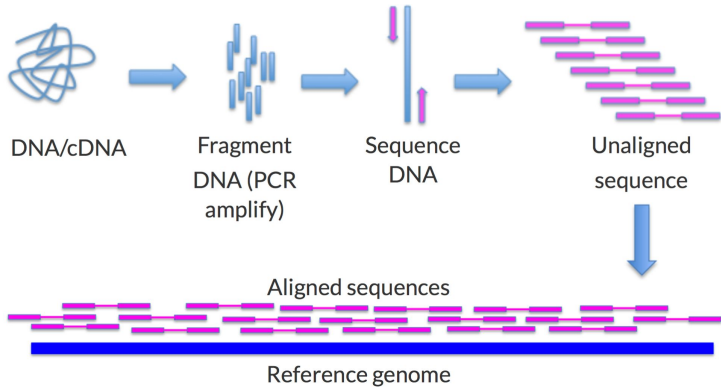 DNA/cDNA
Fragment
DNA (PCR
amplify)
Sequence
DNA
Unaligned
sequence
Aligned sequences
Reference genome